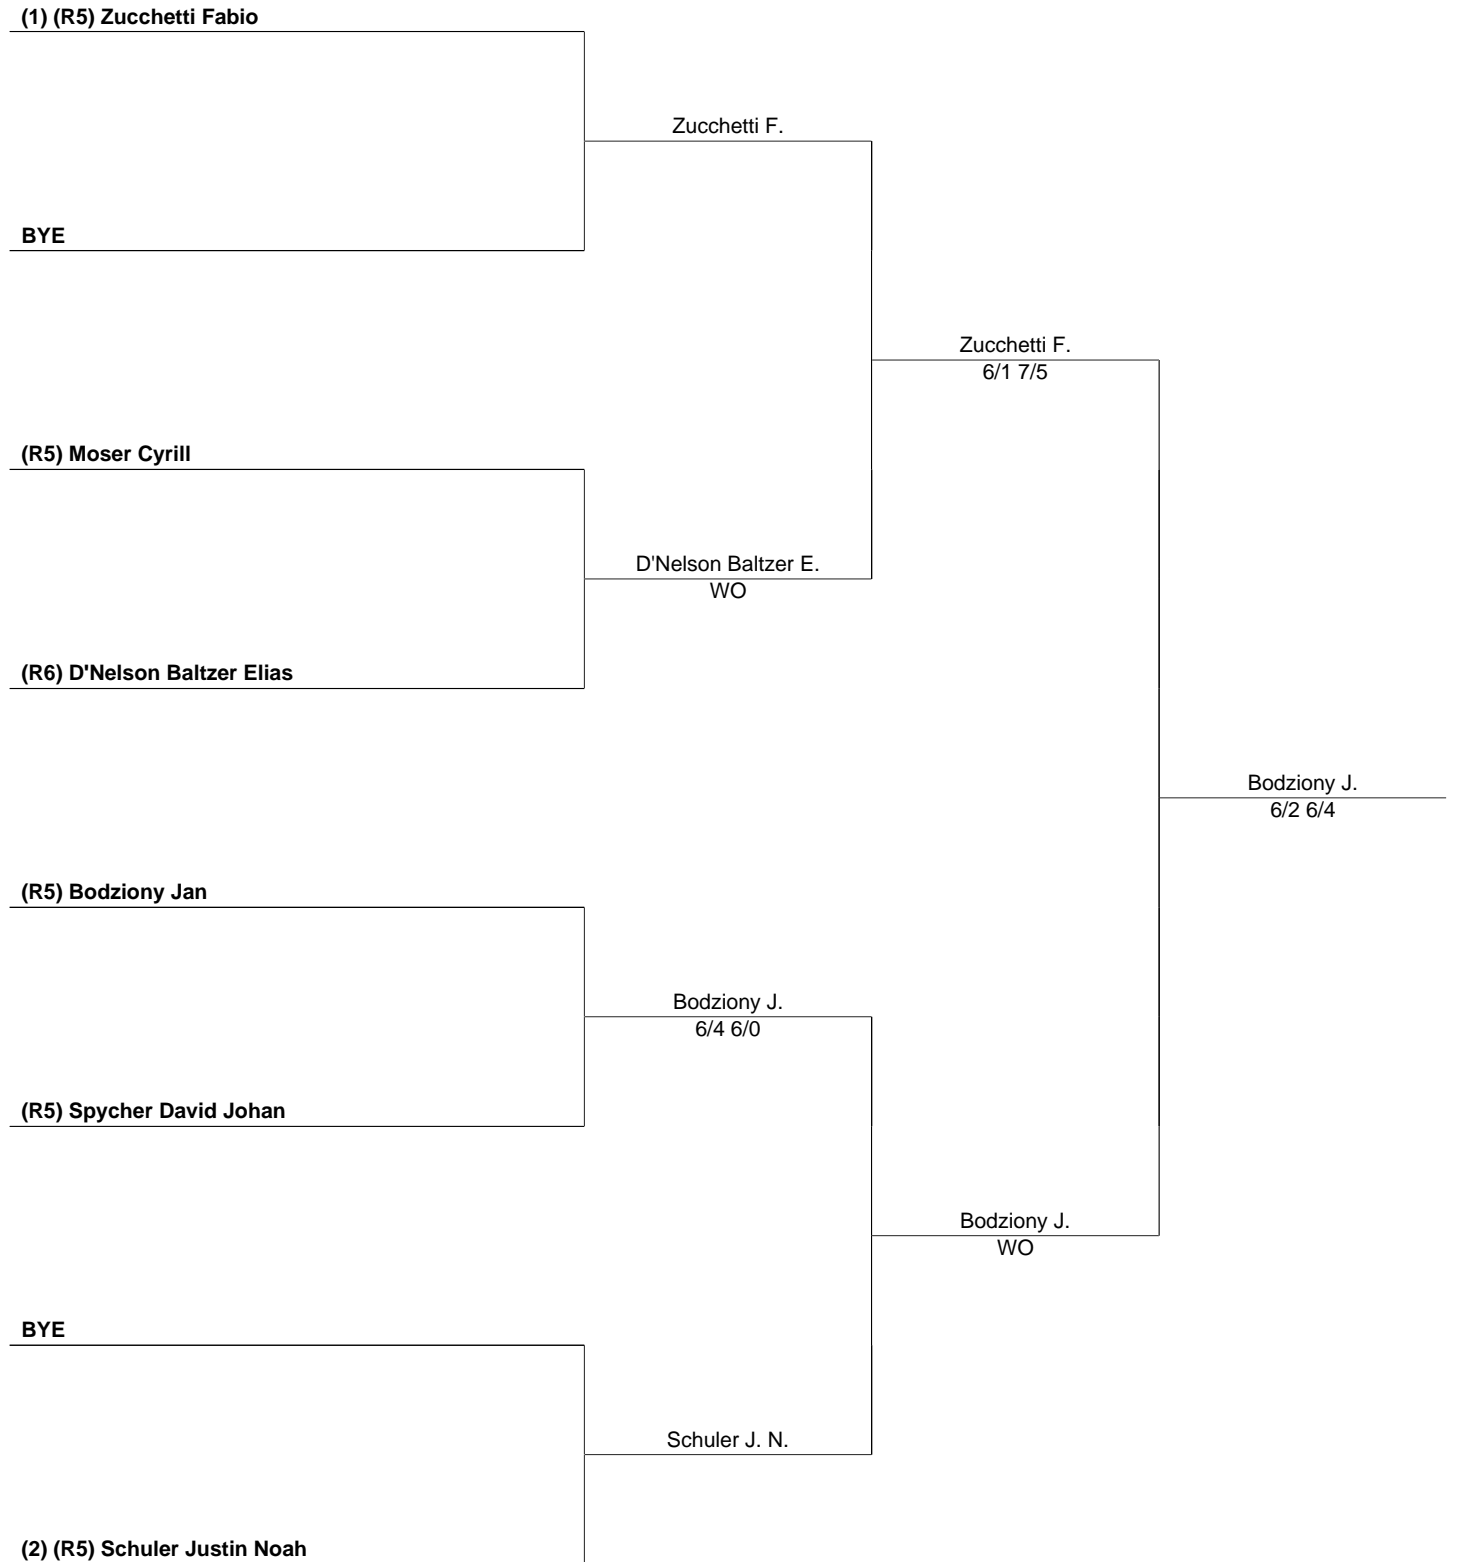 (1) (R5) Zucchetti Fabio
Zucchetti F.
BYE
Zucchetti F.
6/1 7/5
(R5) Moser Cyrill
D'Nelson Baltzer E.
WO
(R6) D'Nelson Baltzer Elias
Bodziony J.
6/2 6/4
(R5) Bodziony Jan
Bodziony J.
6/4 6/0
(R5) Spycher David Johan
Bodziony J.
WO
BYE
Schuler J. N.
(2) (R5) Schuler Justin Noah